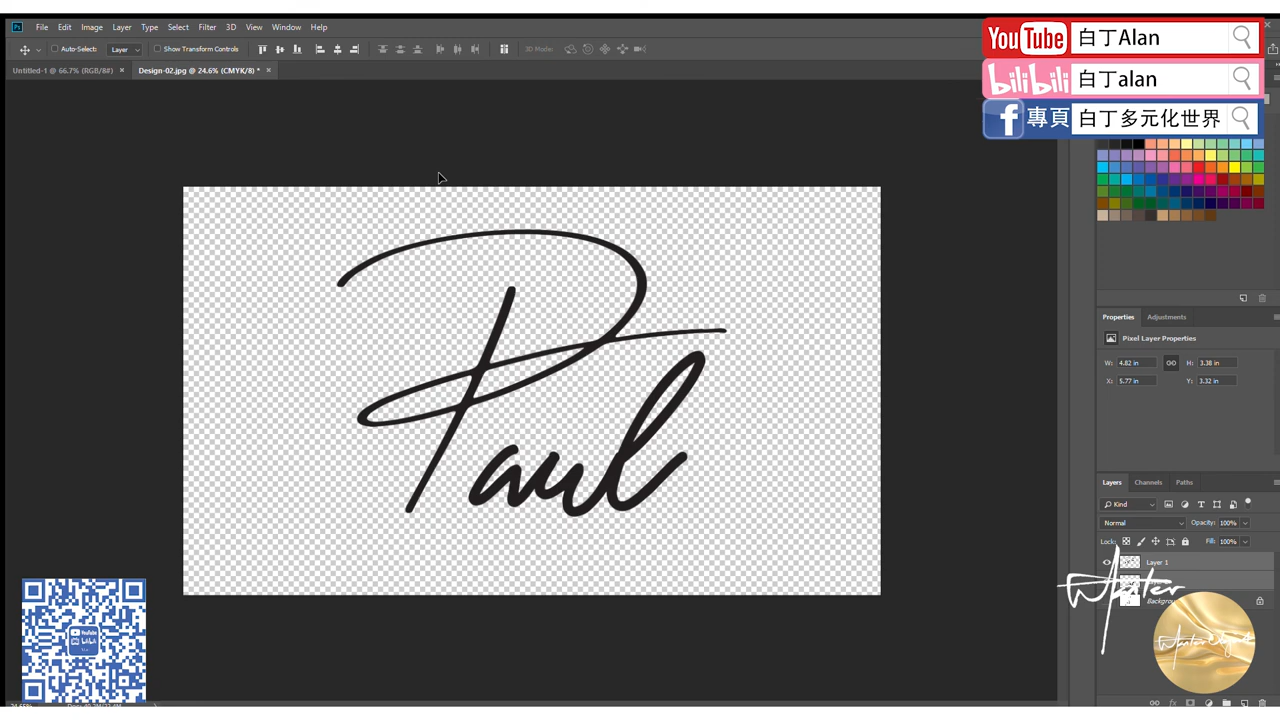 File Edit Image Layer Type Select Filter 3D View Window Help
Auto-Select: Layer Show Transform Controls 3D Mode:
Untitled-1 @ 66.7% (RGB/8#) × Design-02.jpg @ 24.6% (CMYK/8) * ×
YouTube 白丁Alan
bilibili 白丁alan
f 專頁 白丁多元化世界
Paul
Properties Adjustments
Pixel Layer Properties
W: 4.82 in H: 3.38 in
X: 5.77 in Y: 3.32 in
Layers Channels Paths
Kind
Normal Opacity: 100%
Lock: Fill: 100%
Layer 1
YouTube
bilibili